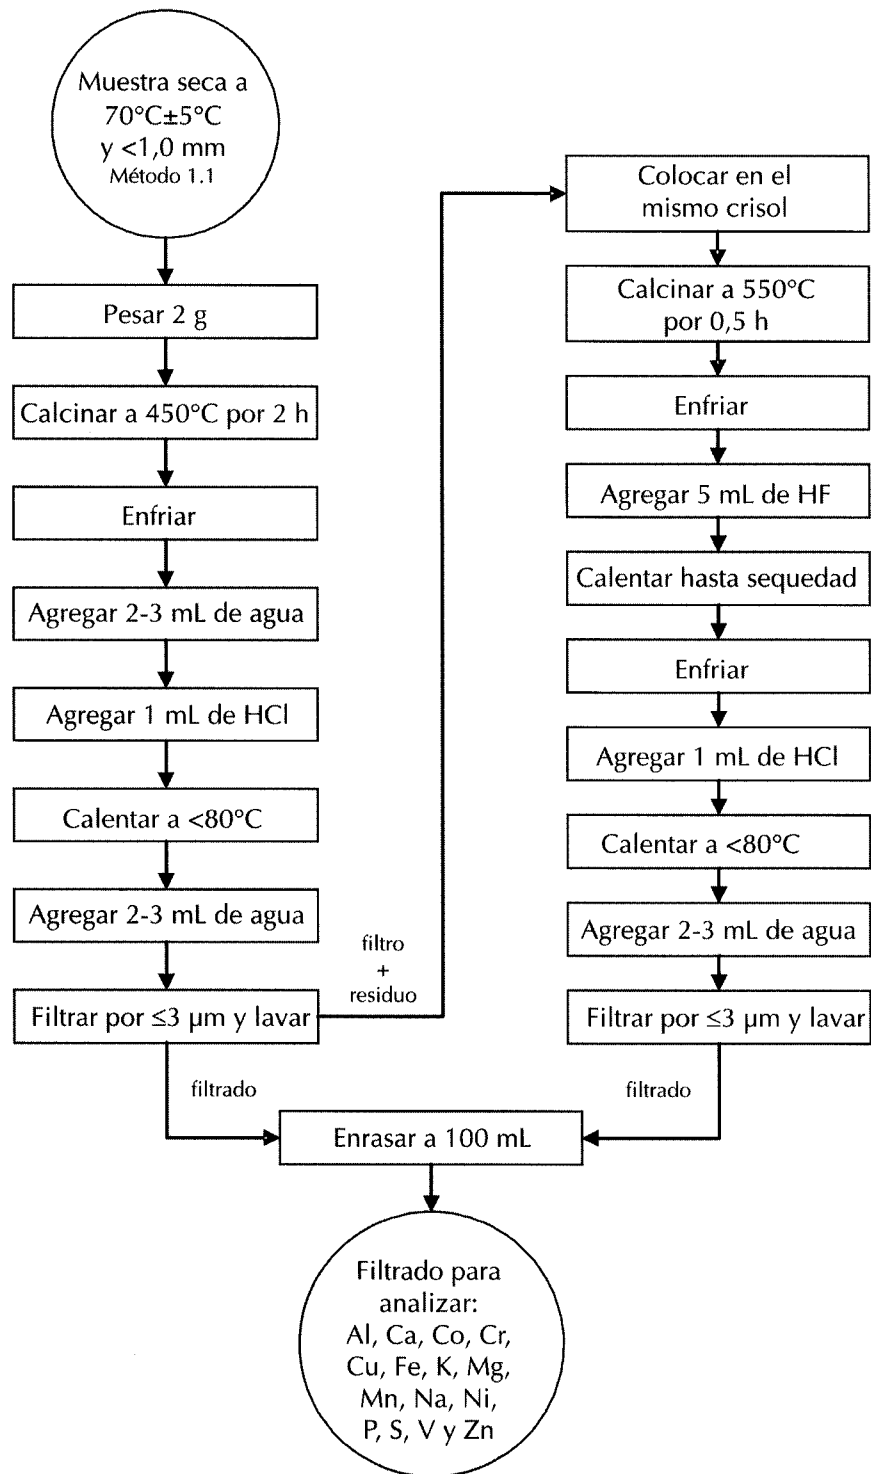 Muestra seca a
70°C±5°C
y <1,0 mm
Método 1.1
Pesar 2 g
Calcinar a 450°C por 2 h
Enfriar
Agregar 2-3 mL de agua
Agregar 1 mL de HCl
Calentar a <80°C
Agregar 2-3 mL de agua
Filtrar por ≤3 µm y lavar
filtro
+
residuo
filtrado
Colocar en el
mismo crisol
Calcinar a 550°C
por 0,5 h
Enfriar
Agregar 5 mL de HF
Calentar hasta sequedad
Enfriar
Agregar 1 mL de HCl
Calentar a <80°C
Agregar 2-3 mL de agua
Filtrar por ≤3 µm y lavar
filtrado
Enrasar a 100 mL
Filtrado para
analizar:
Al, Ca, Co, Cr,
Cu, Fe, K, Mg,
Mn, Na, Ni,
P, S, V y Zn